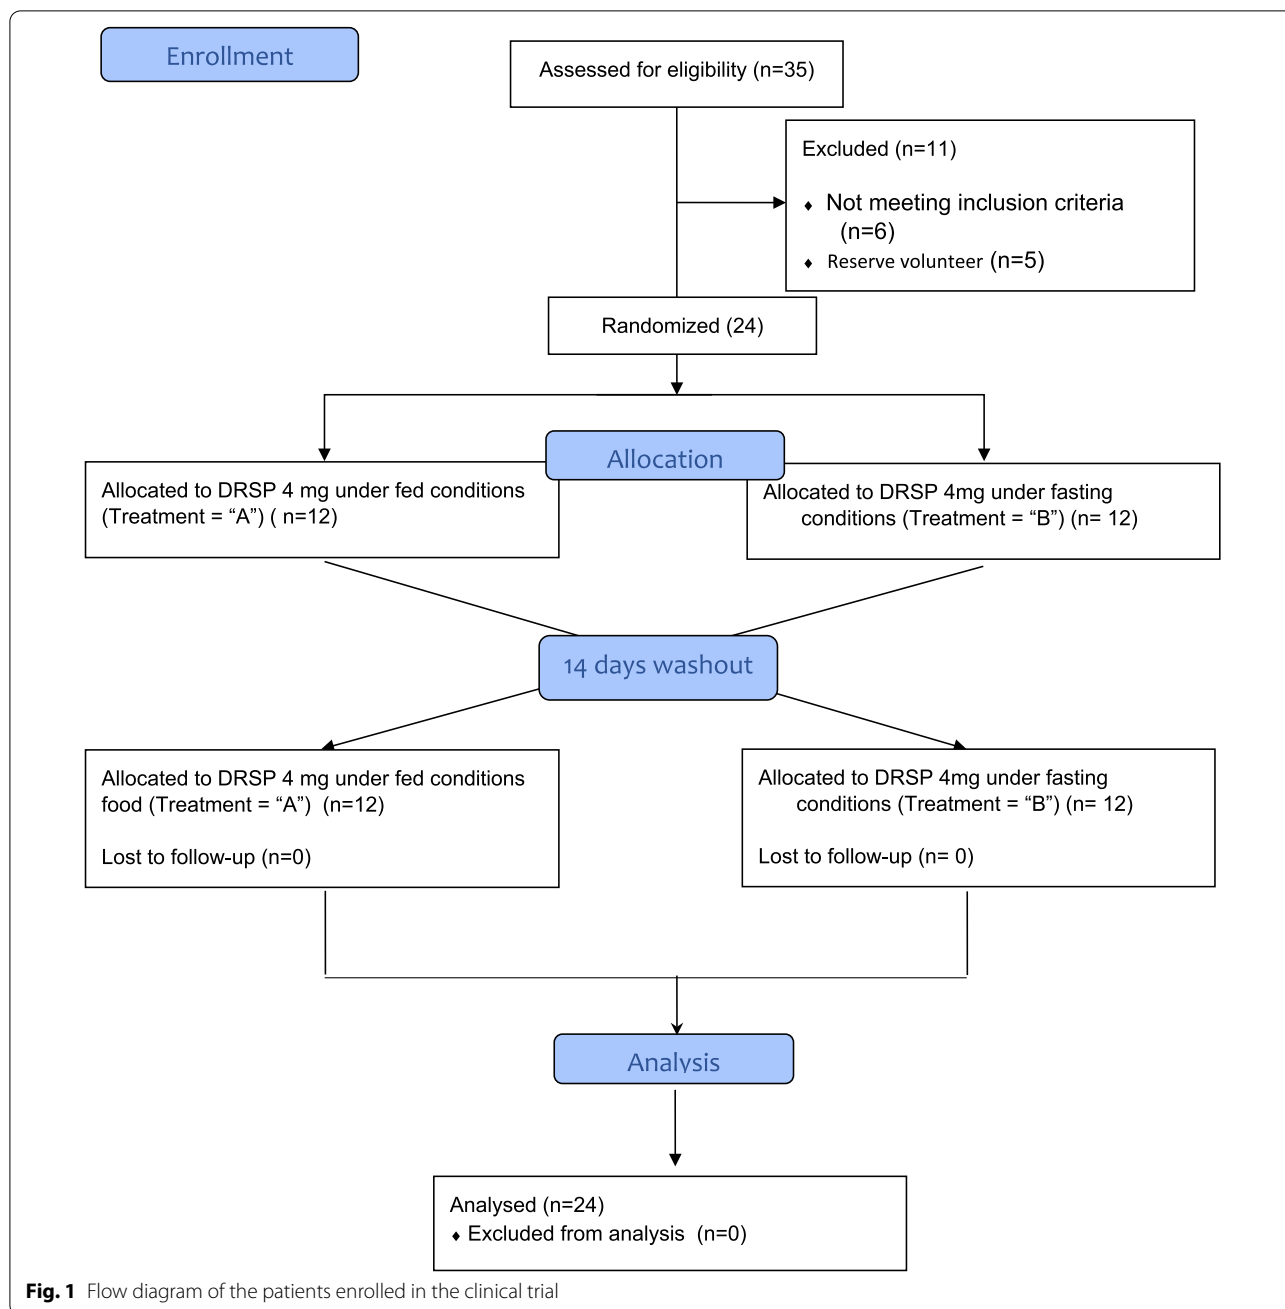 Enrollment
Assessed for eligibility (n=35)
Excluded (n=11)
♦ Not meeting inclusion criteria
(n=6)
♦ Reserve volunteer (n=5)
Randomized (24)
Allocation
Allocated to DRSP 4 mg under fed conditions
(Treatment = “A”) ( n=12)
Allocated to DRSP 4mg under fasting
conditions (Treatment = “B”) (n= 12)
14 days washout
Allocated to DRSP 4 mg under fed conditions
food (Treatment = “A”) (n=12)
Lost to follow-up (n=0)
Allocated to DRSP 4mg under fasting
conditions (Treatment = “B”) (n= 12)
Lost to follow-up (n= 0)
Analysis
Analysed (n=24)
♦ Excluded from analysis (n=0)
Fig. 1 Flow diagram of the patients enrolled in the clinical trial